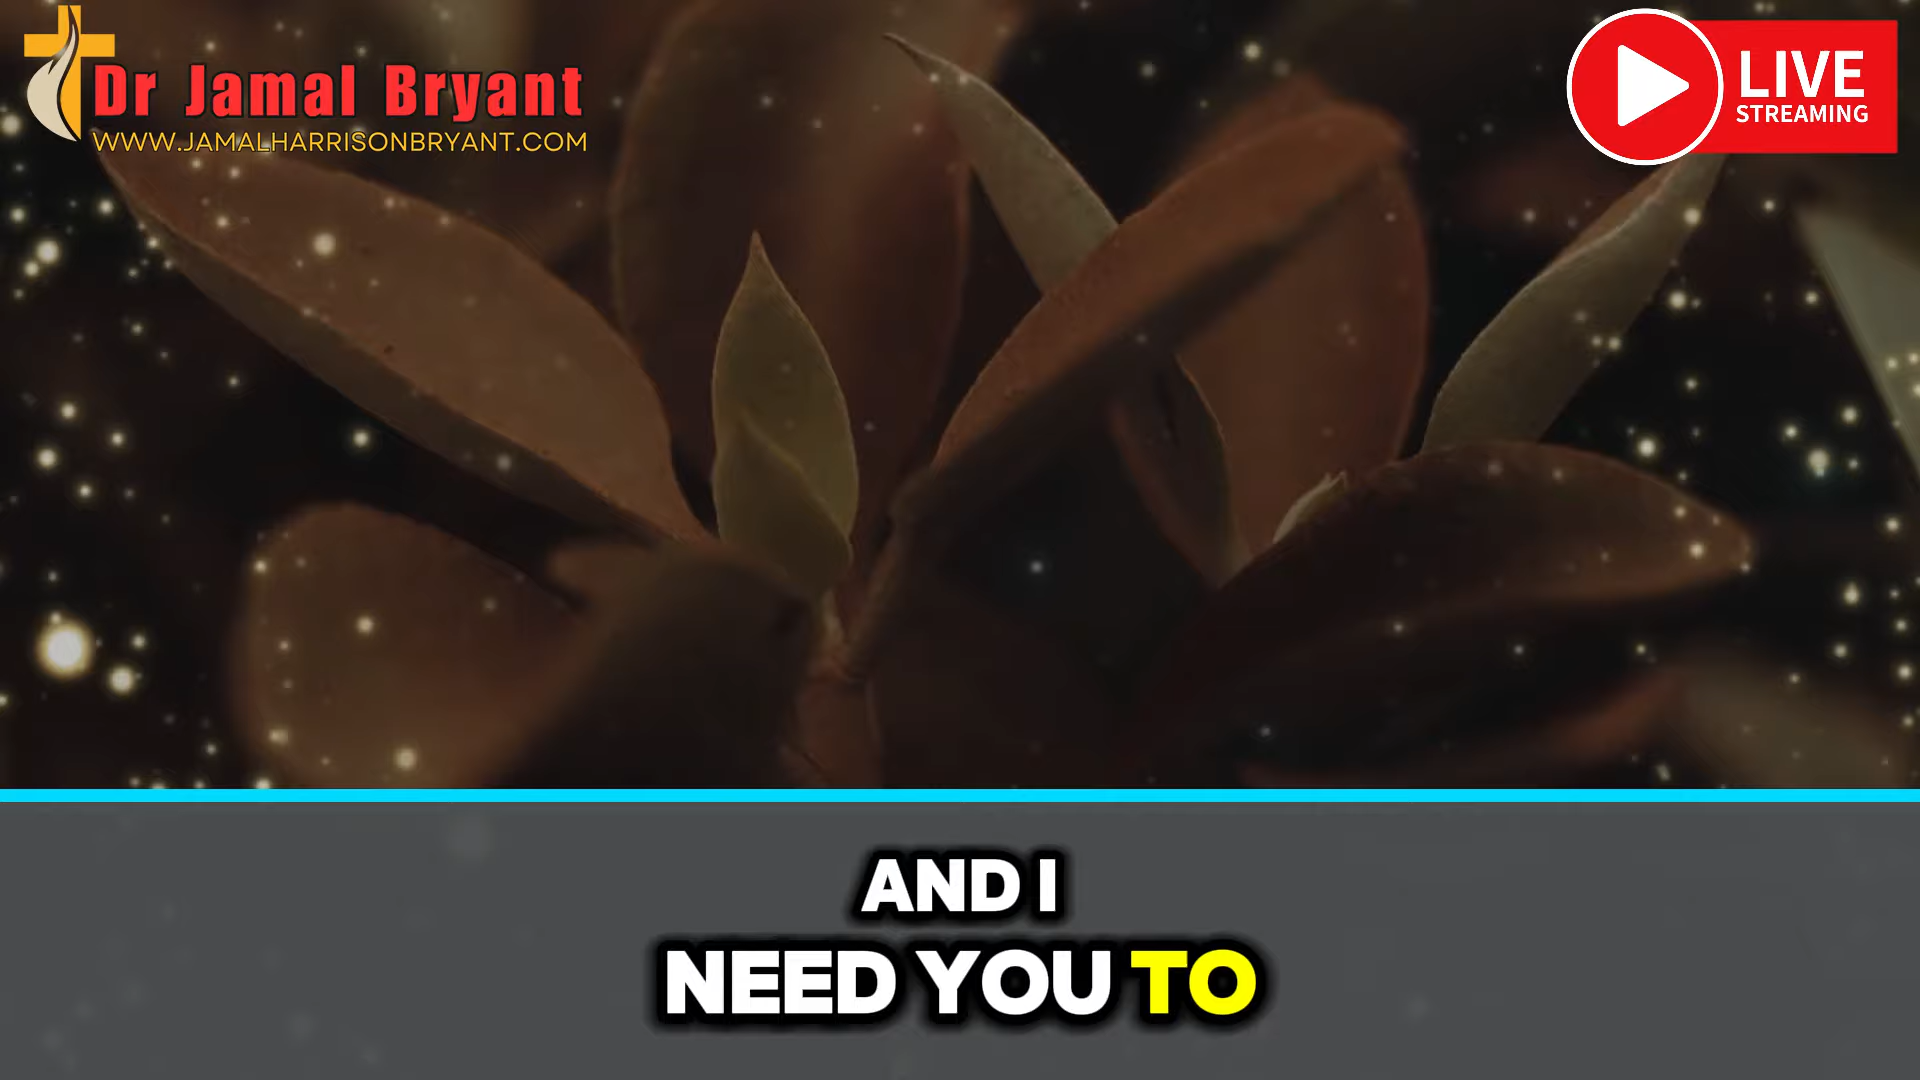 Dr Jamal Bryant
WWW.JAMALHARRISONBRYANT.COM
LIVE
STREAMING
AND I
NEED YOU TO